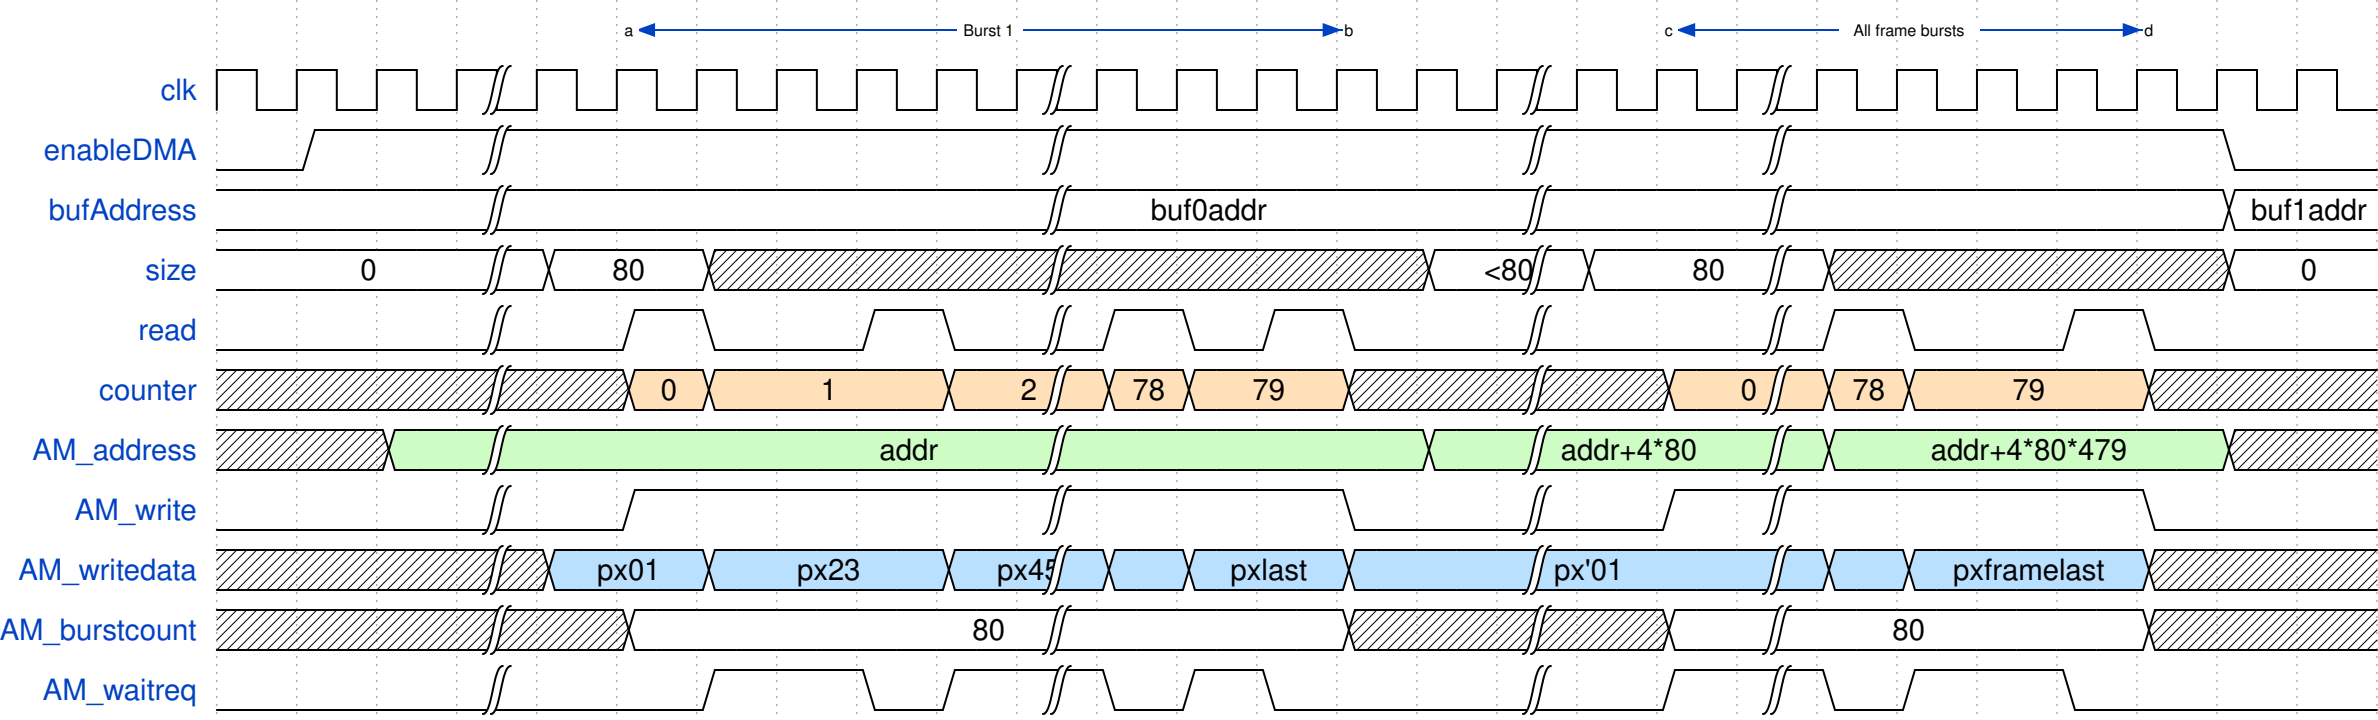 a Burst 1 b c All frame bursts d
clk
enableDMA
bufAddress buf0addr buf1addr
size 0 80 <80 80 0
read
counter 0 1 2 78 79 0 78 79
AM_address addr addr+4*80 addr+4*80*479
AM_write
AM_writedata px01 px23 px45 pxlast px'01 pxframelast
AM_burstcount 80 80
AM_waitreq